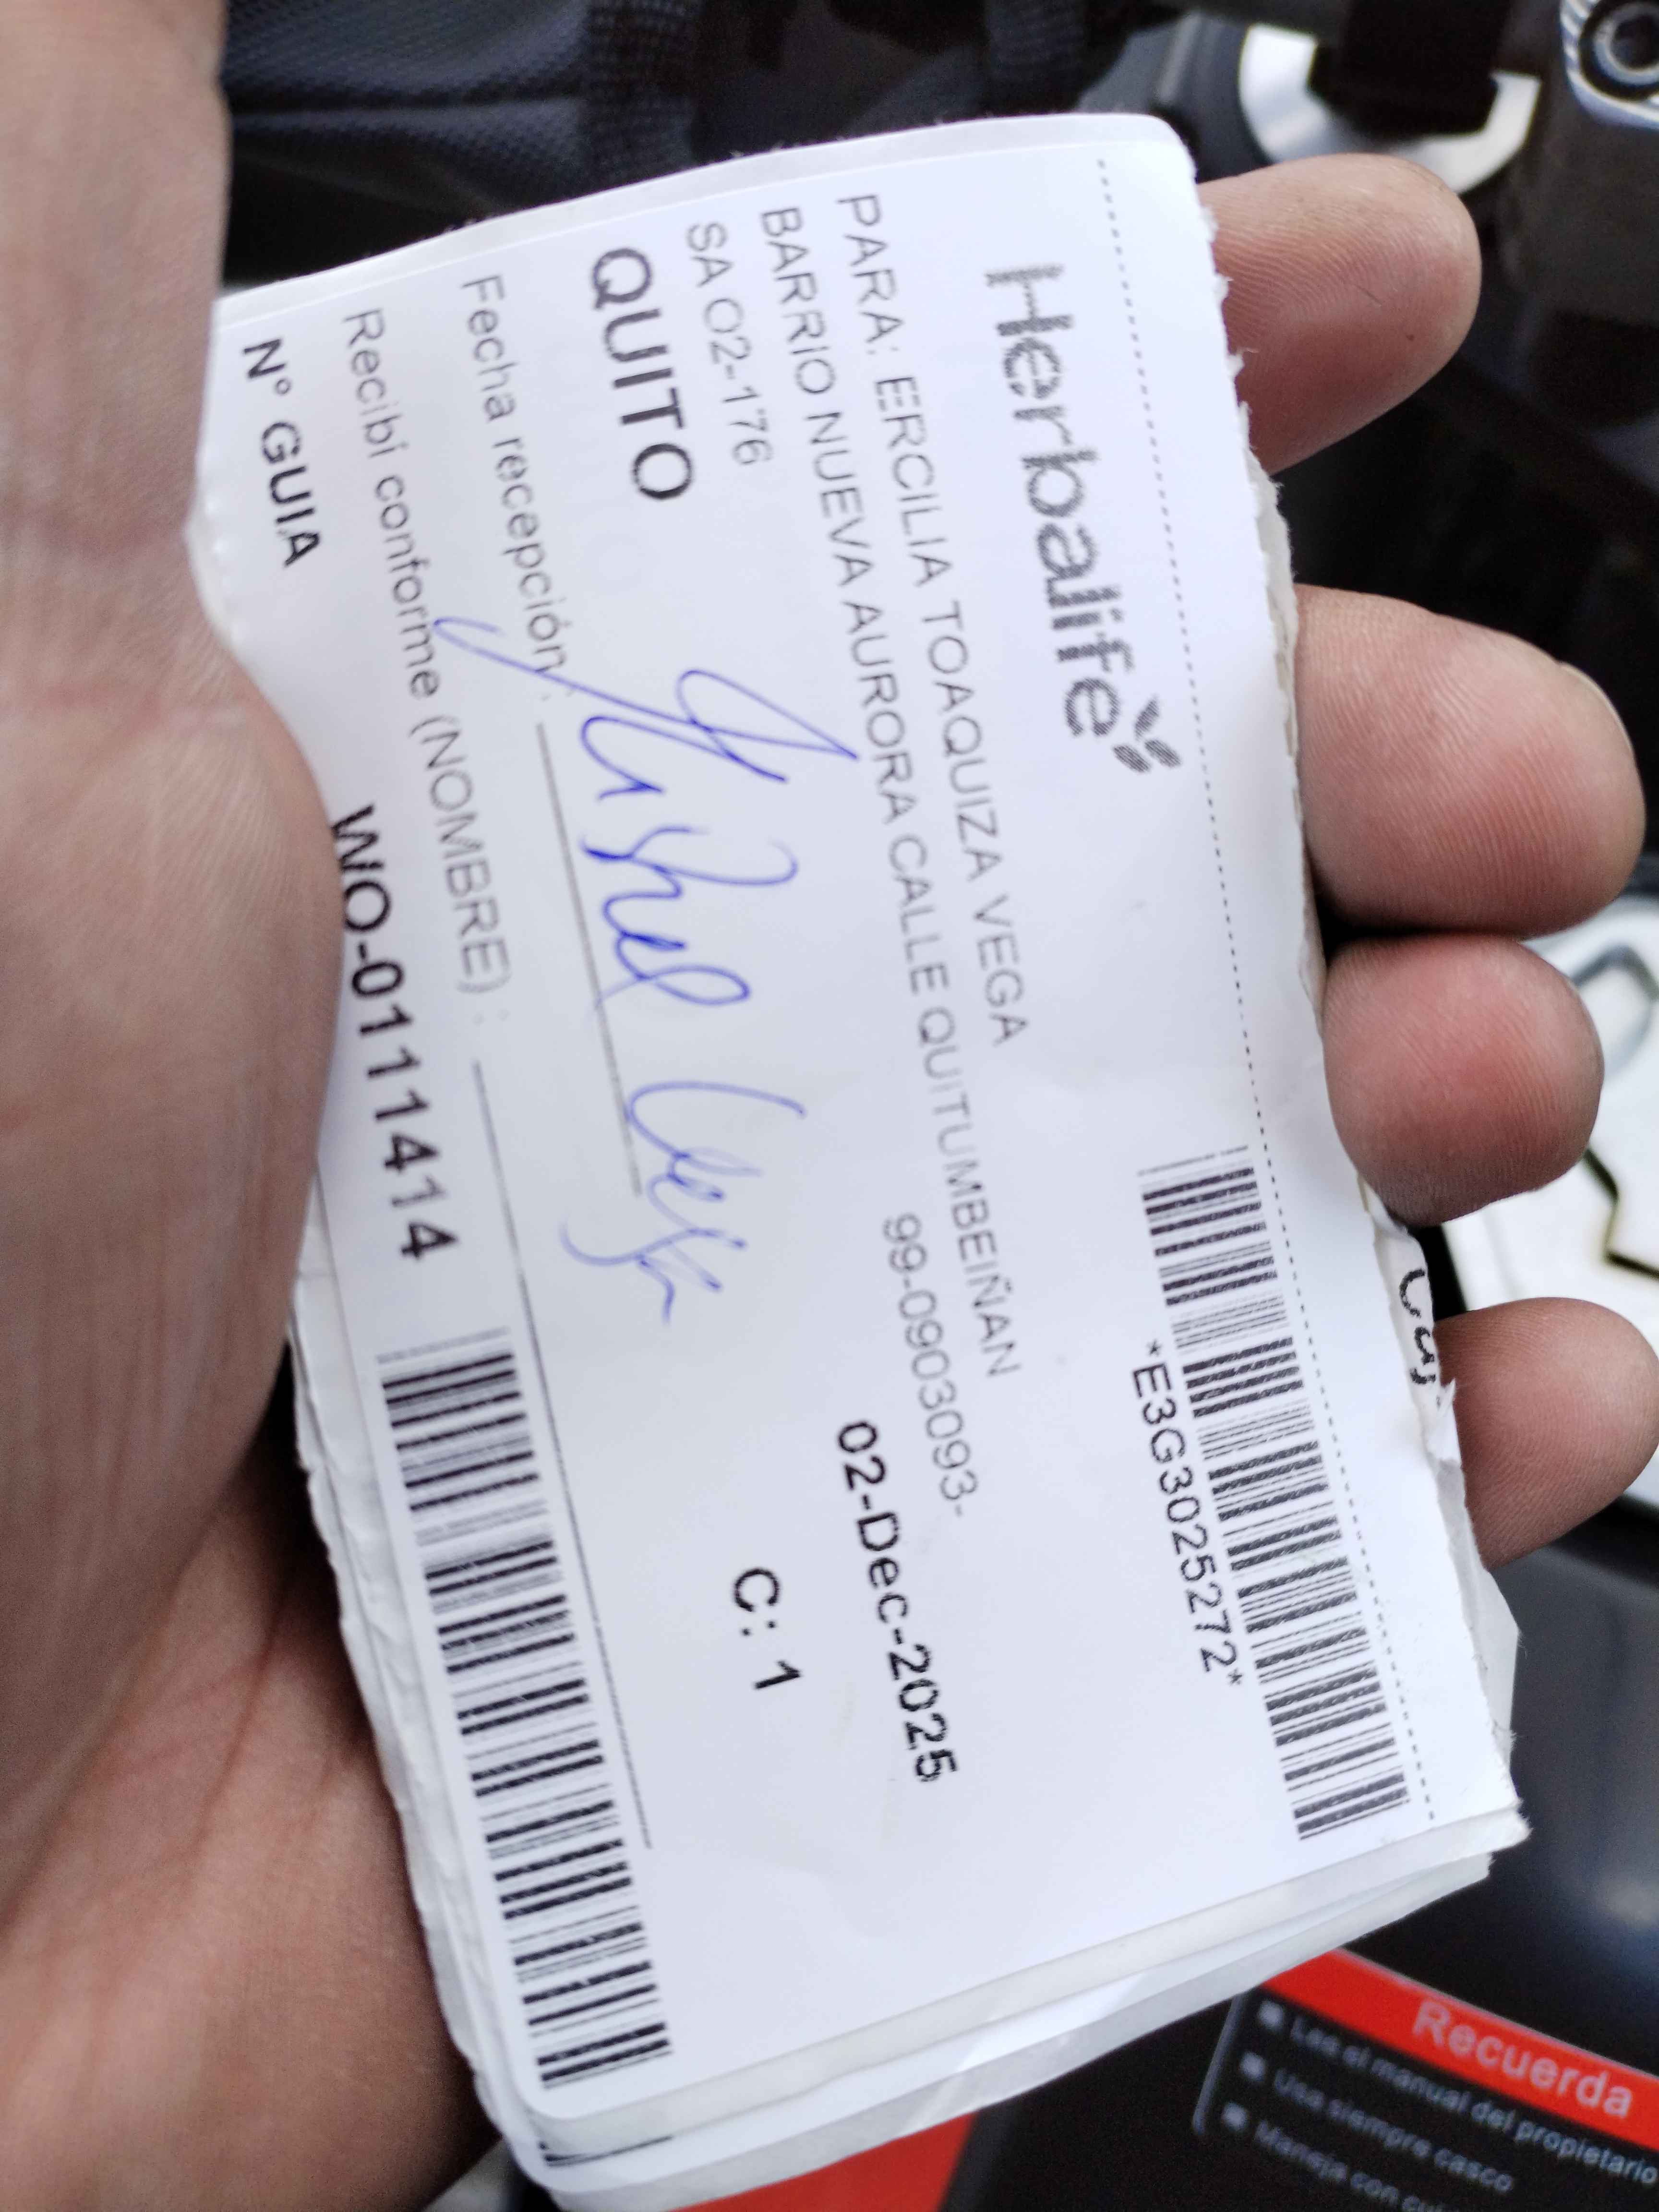 Herbalife
*E3G3025272*
PARA: ERCILIA TOAQUIZA VEGA
BARRIO NUEVA AURORA CALLE QUITUMBEIÑAN
SA O2-176
99-0903093-
02-Dec-2025
QUITO
C: 1
Fecha recepción :
Recibí conforme (NOMBRE) :
N° GUIA
WO-0111414
Recuerda
Lee el manual del propietario
Usa siempre casco
Maneja con